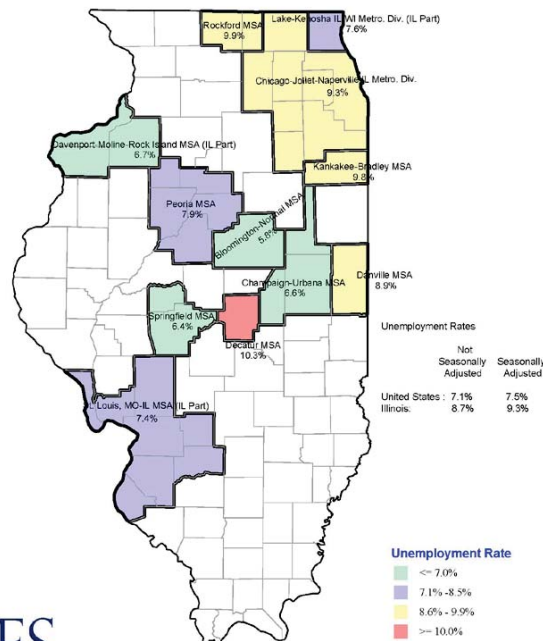 Lake-Kenosha IL-WI Metro. Div. (IL Part)
7.6%
Rockford MSA
9.9%
Chicago-Joliet-Naperville IL Metro. Div.
9.3%
Davenport-Moline-Rock Island MSA (IL Part)
6.7%
Kankakee-Bradley MSA
9.8%
Peoria MSA
7.9%
Bloomington-Normal MSA
5.8%
Danville MSA
8.9%
Champaign-Urbana MSA
6.6%
Springfield MSA
6.4%
Decatur MSA
10.3%
Louis, MO-IL MSA (IL Part)
7.4%
Unemployment Rates
Not Seasonally Adjusted
Seasonally Adjusted
United States : 7.1% 7.5%
Illinois: 8.7% 9.3%
Unemployment Rate
<= 7.0%
7.1% -8.5%
8.6% - 9.9%
>= 10.0%